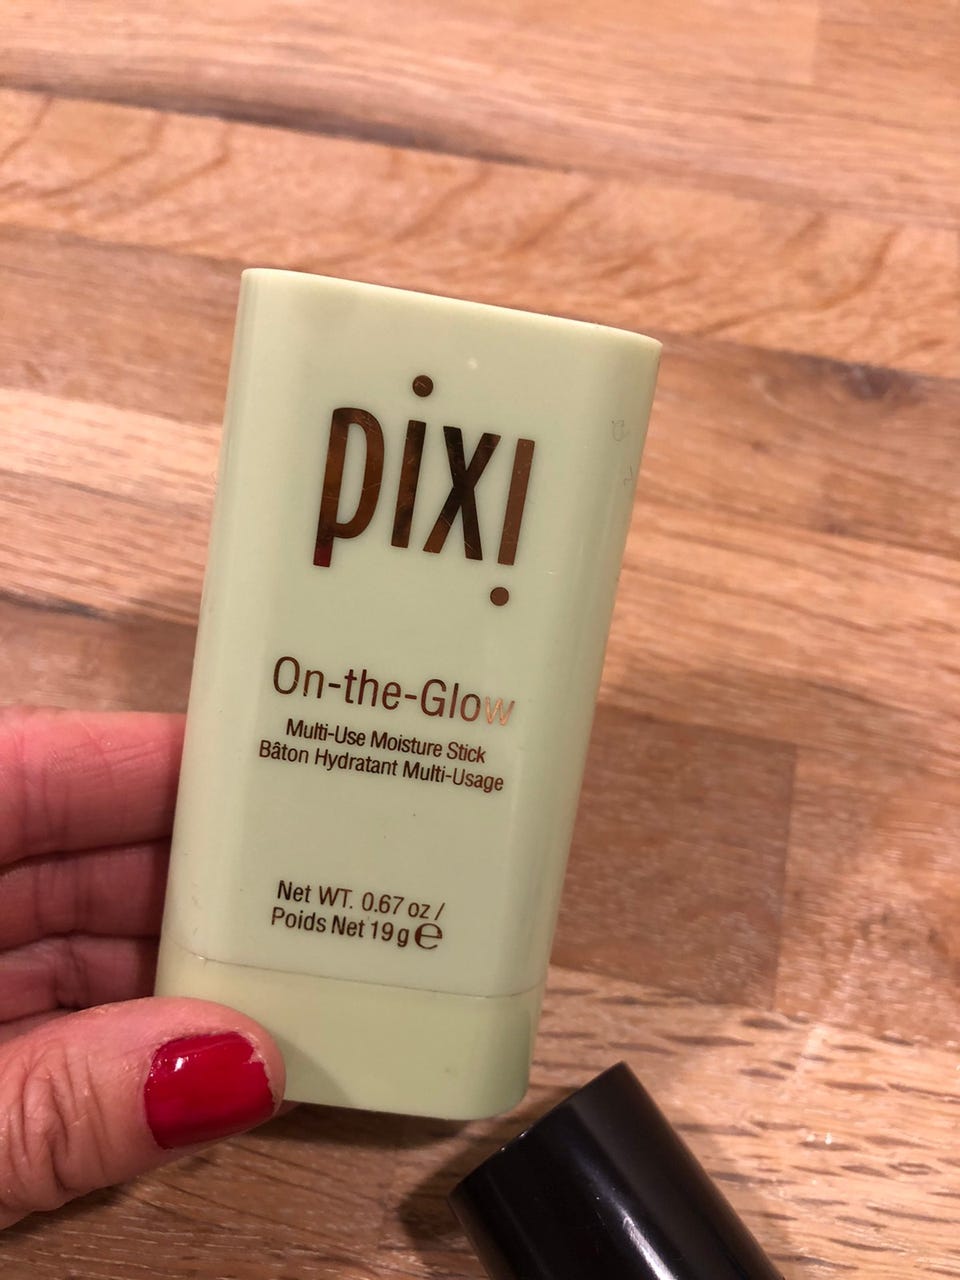 pixi
On-the-Glow
Multi-Use Moisture Stick
Bâton Hydratant Multi-Usage
Net WT. 0.67 oz /
Poids Net 19 g ℮